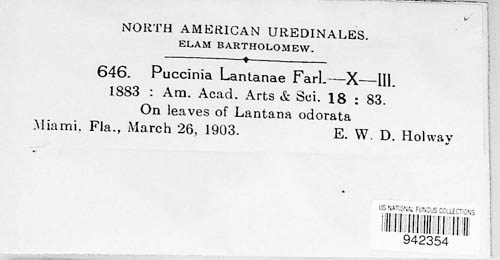 NORTH AMERICAN UREDINALES.
ELAM BARTHOLOMEW.
646. Puccinia Lantanae Farl.—X—III.
1883 : Am. Acad. Arts & Sci. 18 : 83.
On leaves of Lantana odorata
Miami, Fla., March 26, 1903. E. W. D. Holway
US NATIONAL FUNGUS COLLECTIONS
942354